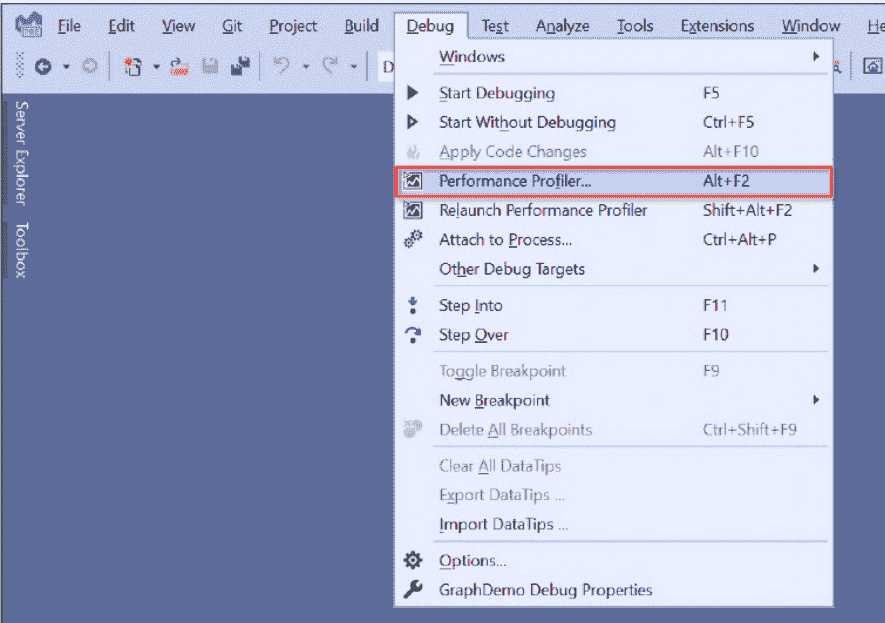 File Edit View Git Project Build Debug Test Analyze Tools Extensions Window He
D
Server Explorer
Toolbox
Windows
Start Debugging F5
Start Without Debugging Ctrl+F5
Apply Code Changes Alt+F10
Performance Profiler... Alt+F2
Relaunch Performance Profiler Shift+Alt+F2
Attach to Process... Ctrl+Alt+P
Other Debug Targets
Step Into F11
Step Over F10
Toggle Breakpoint F9
New Breakpoint
Delete All Breakpoints Ctrl+Shift+F9
Clear All DataTips
Export DataTips ...
Import DataTips ...
Options...
GraphDemo Debug Properties